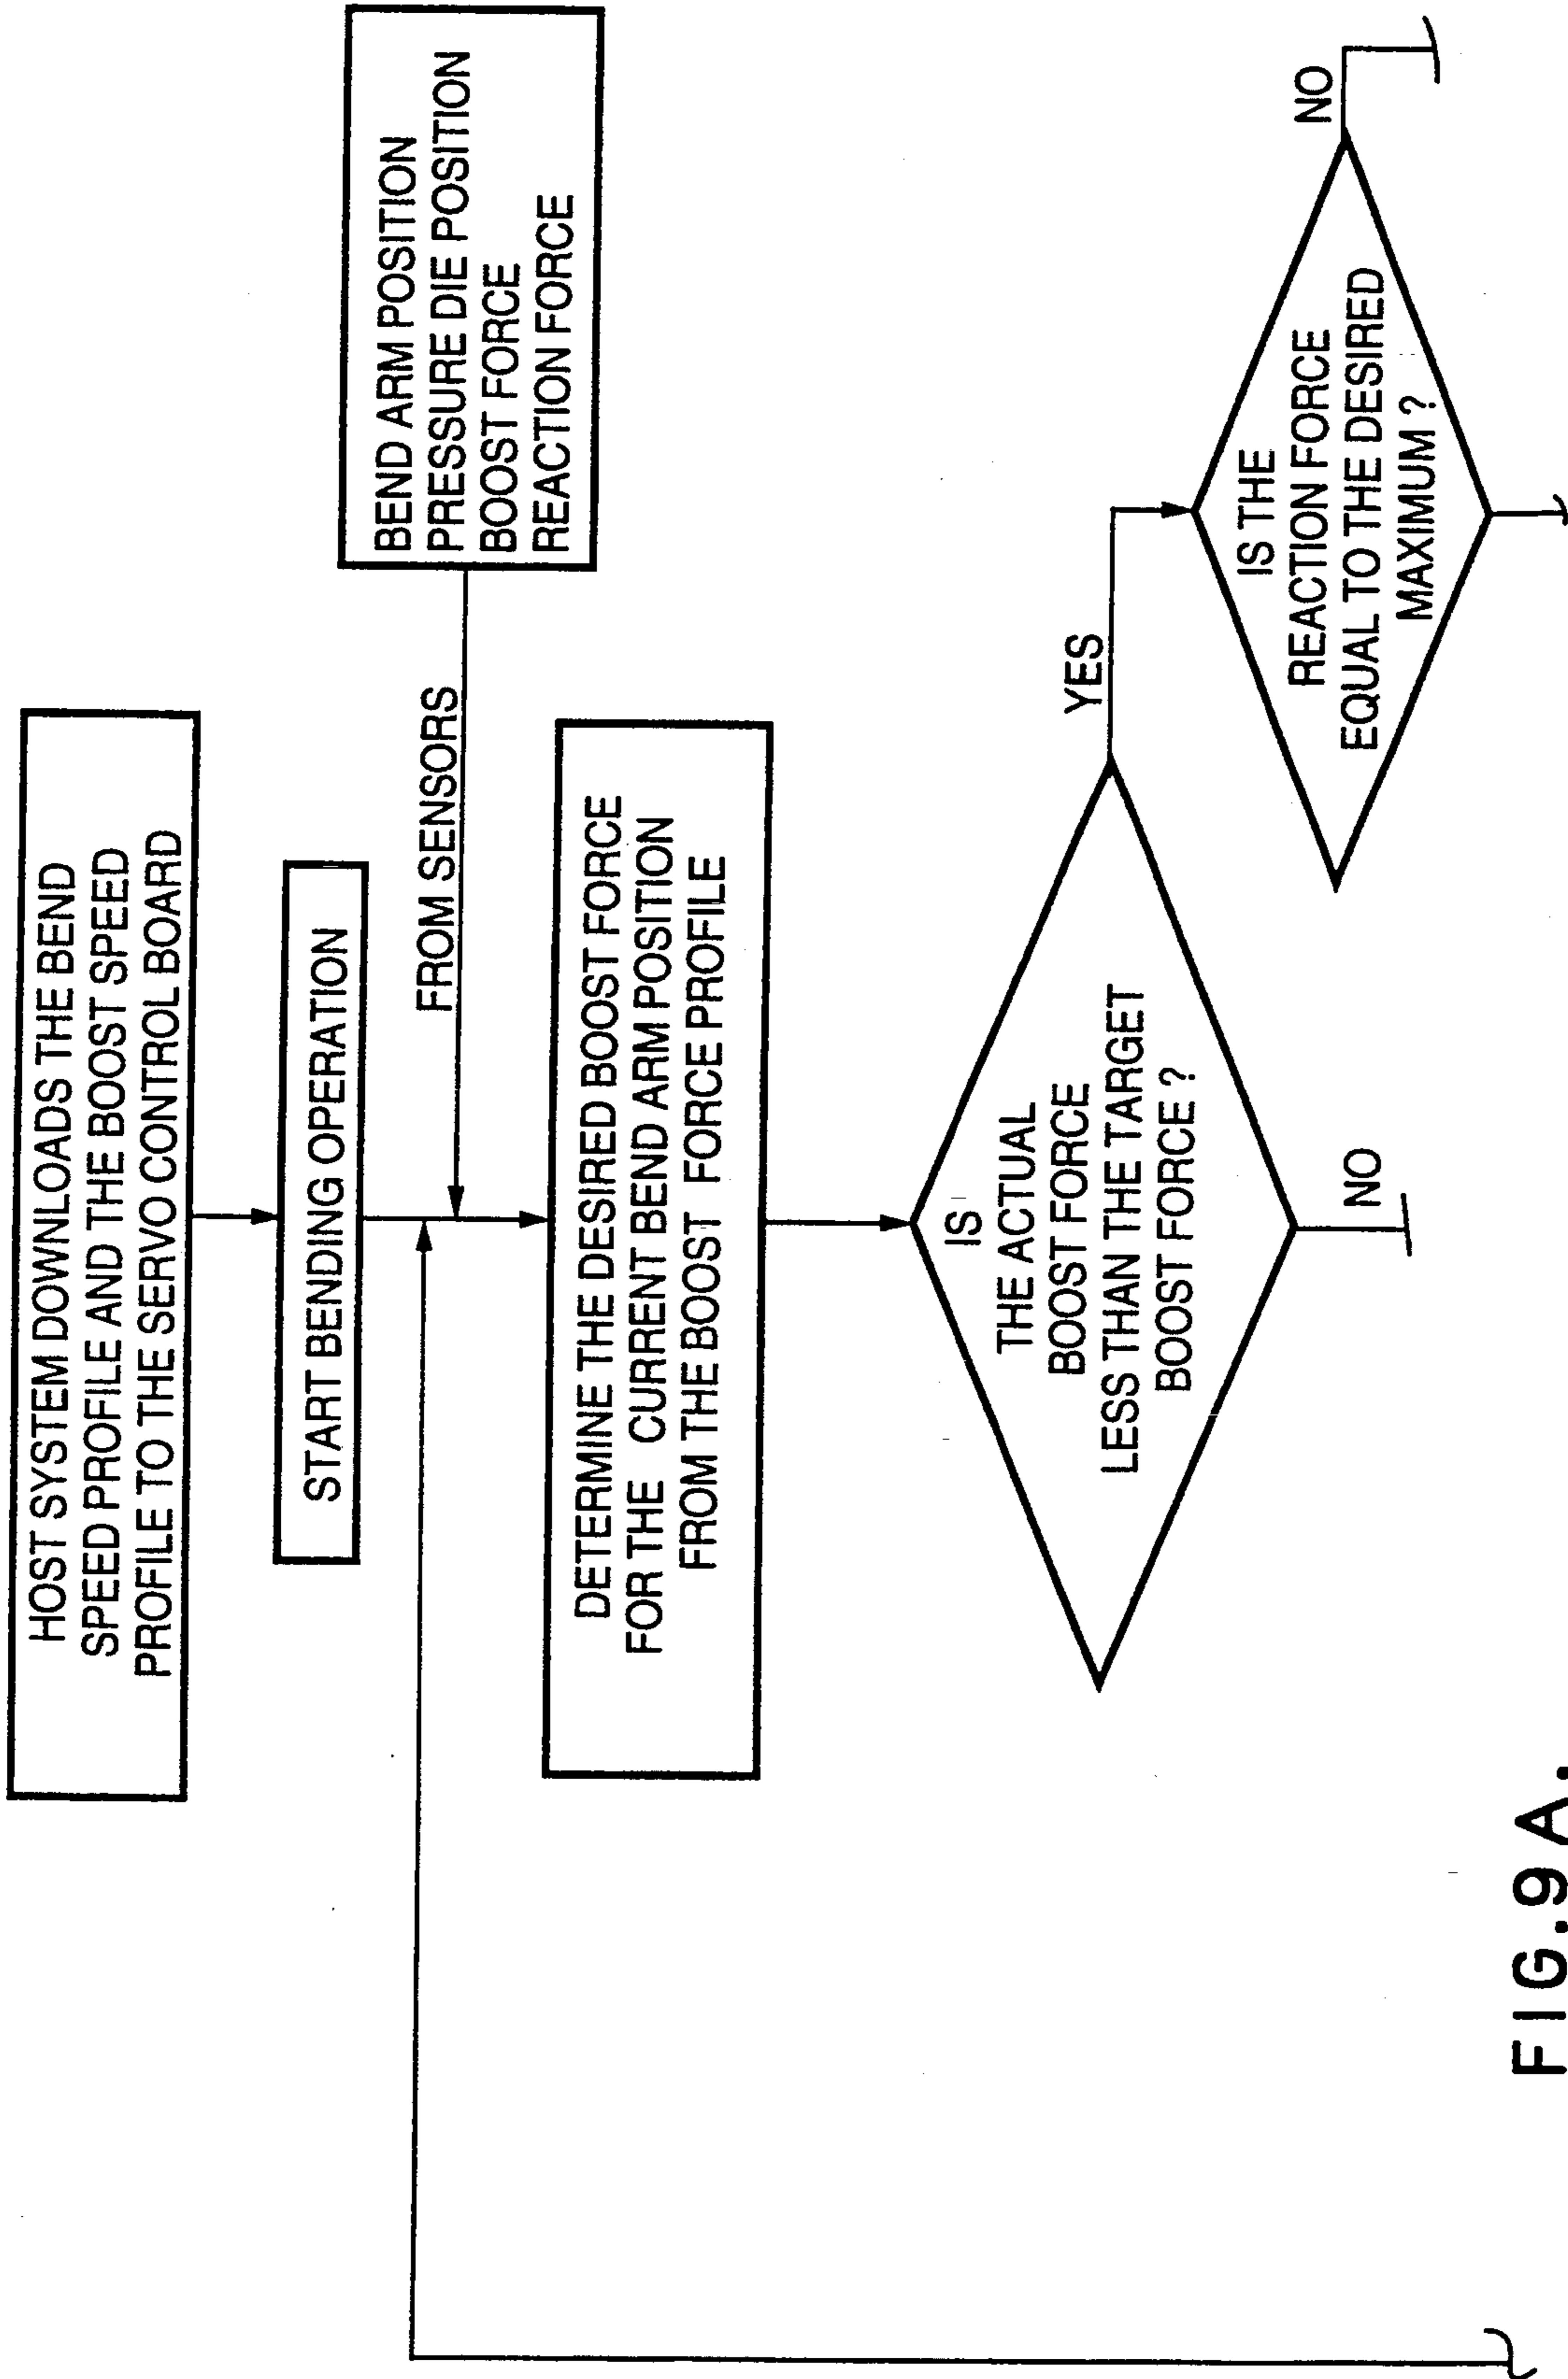 HOST SYSTEM DOWNLOADS THE BEND
SPEED PROFILE AND THE BOOST SPEED
PROFILE TO THE SERVO CONTROL BOARD
START BENDING OPERATION
FROM SENSORS
BEND ARM POSITION
PRESSURE DIE POSITION
BOOST FORCE
REACTION FORCE
DETERMINE THE DESIRED BOOST FORCE
FOR THE CURRENT BEND ARM POSITION
FROM THE BOOST FORCE PROFILE
IS
THE ACTUAL
BOOST FORCE
LESS THAN THE TARGET
BOOST FORCE ?
YES
NO
IS THE
REACTION FORCE
EQUAL TO THE DESIRED
MAXIMUM ?
NO
FIG.9A.